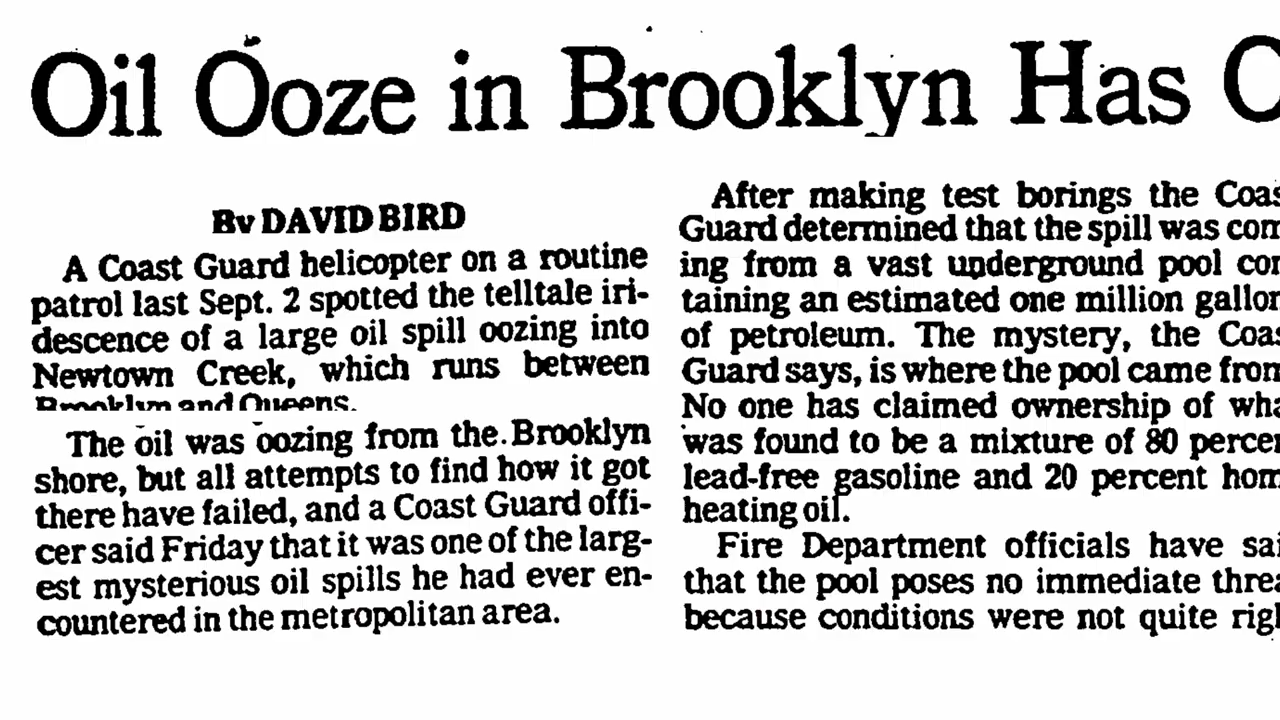 Oil Ooze in Brooklyn Has
By DAVID BIRD
A Coast Guard helicopter on a routine
patrol last Sept. 2 spotted the telltale iri-
descence of a large oil spill oozing into
Newtown Creek, which runs between
Brooklyn and Queens.
The oil was oozing from the Brooklyn
shore, but all attempts to find how it got
there have failed, and a Coast Guard offi-
cer said Friday that it was one of the larg-
est mysterious oil spills he had ever en-
countered in the metropolitan area.
After making test borings the Coas
Guard determined that the spill was com
ing from a vast underground pool con
taining an estimated one million gallon
of petroleum. The mystery, the Coas
Guard says, is where the pool came from
No one has claimed ownership of wha
was found to be a mixture of 80 percen
lead-free gasoline and 20 percent hom
heating oil.
Fire Department officials have sai
that the pool poses no immediate threa
because conditions were not quite righ